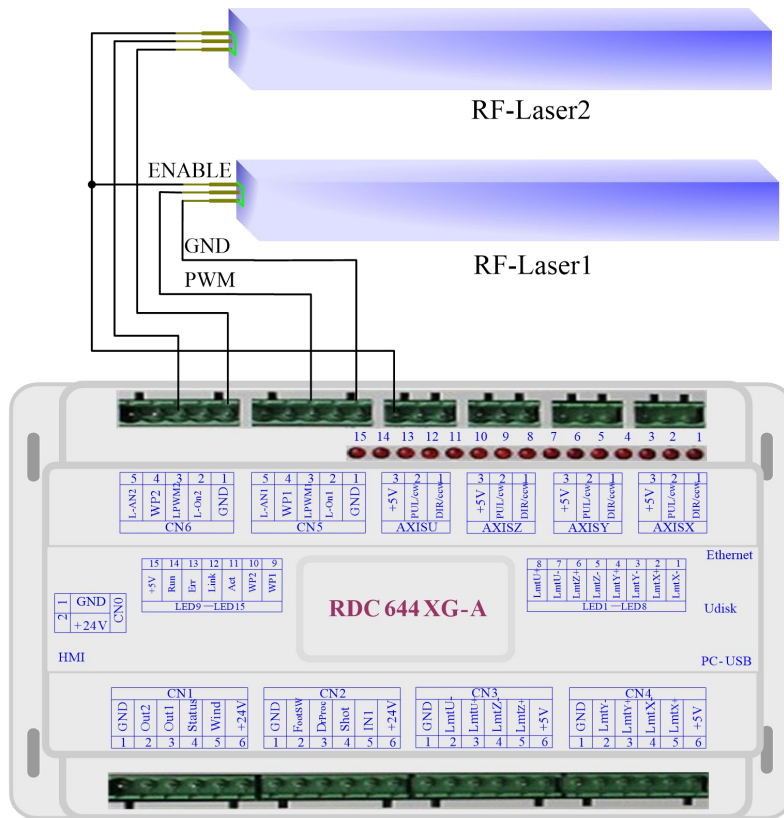 RF-Laser2
ENABLE
RF-Laser1
GND
PWM
15 14 13 12 11 10 9 8 7 6 5 4 3 2 1
5 4 3 2 1
L-AN2 WP2 LPWM2 L-On2 GND
CN6
5 4 3 2 1
L-AN1 WP1 LPWM1 L-On1 GND
CN5
3 2 1
+5V PUL/cw DIR/ccw
AXISU
3 2 1
+5V PUL/cw DIR/ccw
AXISZ
3 2 1
+5V PUL/cw DIR/ccw
AXISY
3 2 1
+5V PUL/cw DIR/ccw
AXISX
Ethernet
15 14 13 12 11 10 9
+5V Run Err Link Act WP2 WP1
LED9—LED15
8 7 6 5 4 3 2 1
LmtU+ LmtU- LmtZ+ LmtZ- LmtY+ LmtY- LmtX+ LmtX-
LED1—LED8
1 GND
2 +24V
CN0
RDC644XG-A
Udisk
HMI
PC-USB
CN1
GND Out2 Out1 Status Wind +24V
1 2 3 4 5 6
CN2
GND FootSW DrProc Shot IN1 +24V
1 2 3 4 5 6
CN3
GND LmtU- LmtU+ LmtZ- LmtZ+ +5V
1 2 3 4 5 6
CN4
GND LmtY- LmtY+ LmtX- LmtX+ +5V
1 2 3 4 5 6